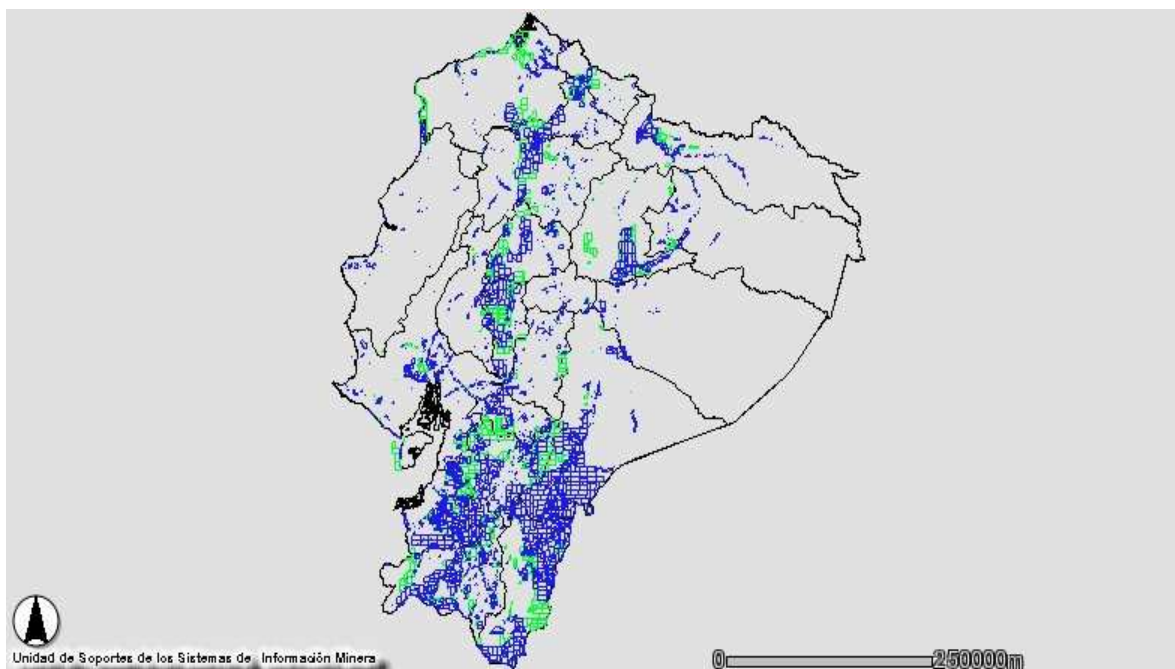 Unidad de Soportes de los Sistemas de Información Minera
0 250000m